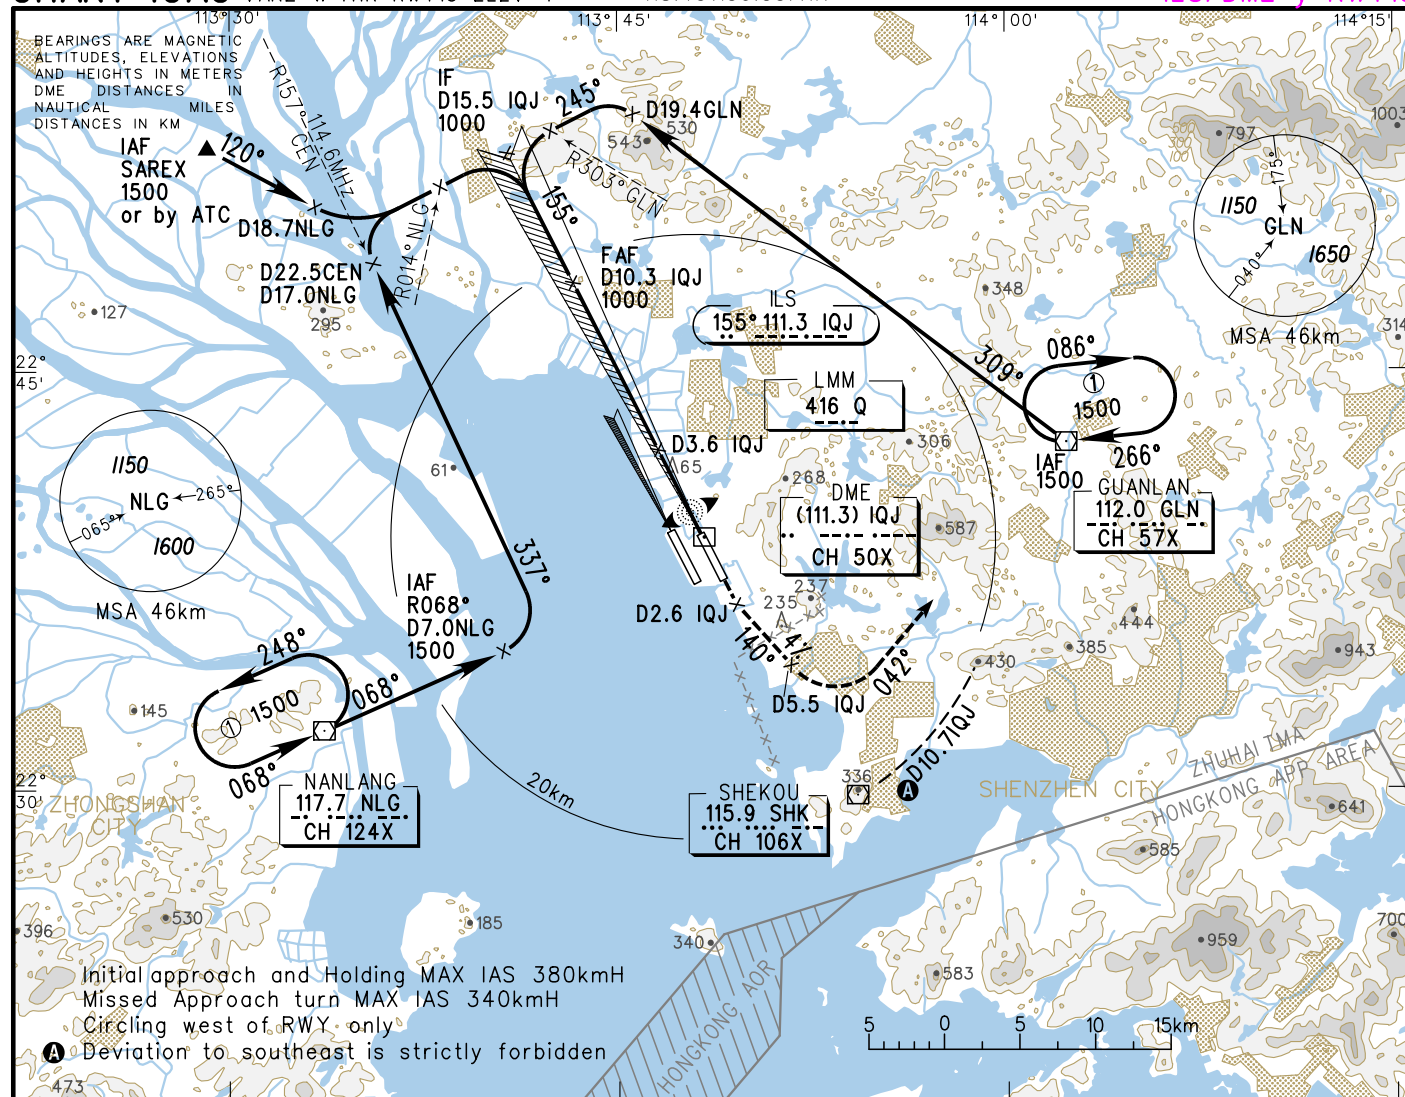 113°30'
113°45'
114°00'
114°15'
BEARINGS ARE MAGNETIC
ALTITUDES, ELEVATIONS
AND HEIGHTS IN METERS
DME DISTANCES IN
NAUTICAL MILES
DISTANCES IN KM
IAF
SAREX
1500
or by ATC
120°
D18.7NLG
R157°
114.6MHz
CEN
IF
D15.5 IQJ
1000
245°
D19.4GLN
530
543
R303° GLN
155°
R014° NLG
D22.5CEN
D17.0NLG
295
127
FAF
D10.3 IQJ
1000
ILS
155° 111.3 IQJ
LMM
416 Q
797
1003
500
300
100
175°
1150
GLN
1650
040°
MSA 46km
348
314
309°
086°
1
1500
266°
IAF
1500
GUANLAN
112.0 GLN
CH 57X
306
22°
45'
1150
NLG
265°
065°
1600
MSA 46km
61
D3.6 IQJ
65
268
DME
(111.3) IQJ
CH 50X
587
337°
IAF
R068°
D7.0NLG
1500
D2.6 IQJ
237
235
47
140°
042°
D5.5 IQJ
430
385
444
943
248°
1
1500
068°
068°
145
NANLANG
117.7 NLG
CH 124X
20km
SHEKOU
115.9 SHK
CH 106X
336
A
D10.7IQJ
ZHUHAI TMA
HONGKONG APP AREA
SHENZHEN CITY
22°
30'
ZHONGSHAN
CITY
641
585
530
396
185
340
959
700
583
HONGKONG AOR
Initial approach and Holding MAX IAS 380kmH
Missed Approach turn MAX IAS 340kmH
Circling west of RWY only
A Deviation to southeast is strictly forbidden
5 0 5 10 15km
473